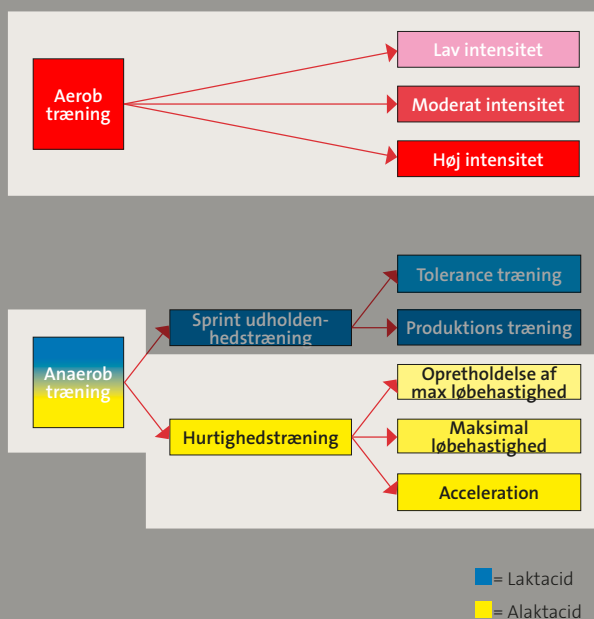 Lav intensitet
Aerob
træning
Moderat intensitet
Høj intensitet
Tolerance træning
Sprint udholden-
hedstræning
Produktions træning
Anaerob
træning
Opretholdelse af
max løbehastighed
Hurtighedstræning
Maksimal
løbehastighed
Acceleration
= Laktacid
= Alaktacid